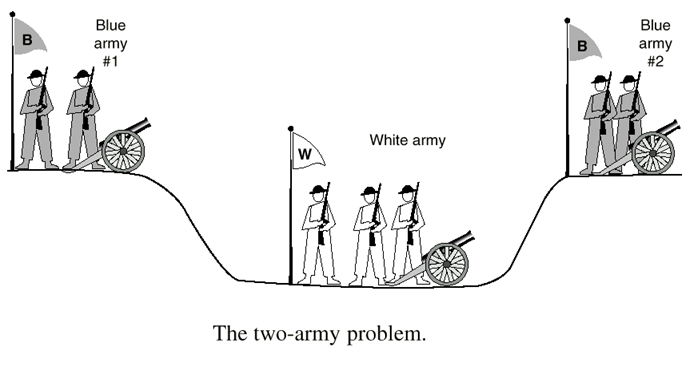 B
Blue
army
#1
W
White army
B
Blue
army
#2
The two-army problem.